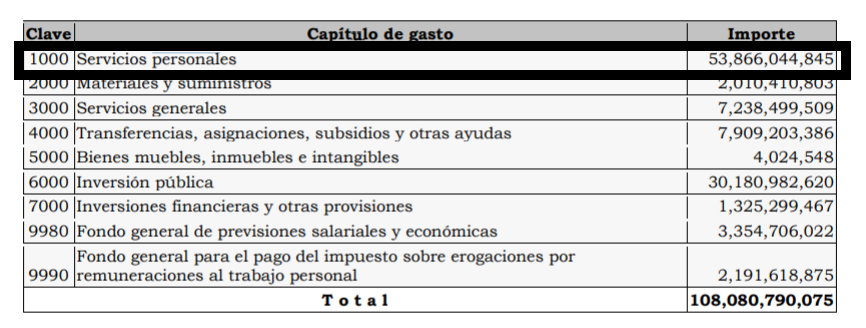 Clave Capítulo de gasto Importe
1000 Servicios personales 53,866,044,845
2000 Materiales y suministros 2,010,410,803
3000 Servicios generales 7,238,499,509
4000 Transferencias, asignaciones, subsidios y otras ayudas 7,909,203,386
5000 Bienes muebles, inmuebles e intangibles 4,024,548
6000 Inversión pública 30,180,982,620
7000 Inversiones financieras y otras provisiones 1,325,299,467
9980 Fondo general de previsiones salariales y económicas 3,354,706,022
Fondo general para el pago del impuesto sobre erogaciones por
9990 remuneraciones al trabajo personal 2,191,618,875
T o t a l 108,080,790,075